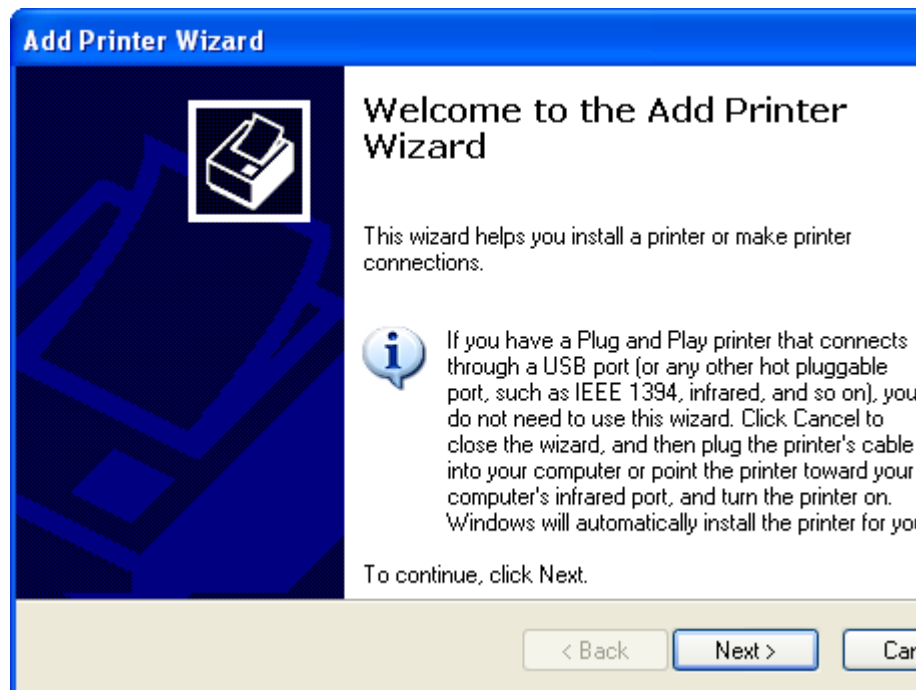 Add Printer Wizard
Welcome to the Add Printer
Wizard
This wizard helps you install a printer or make printer
connections.
If you have a Plug and Play printer that connects
through a USB port (or any other hot pluggable
port, such as IEEE 1394, infrared, and so on), you
do not need to use this wizard. Click Cancel to
close the wizard, and then plug the printer's cable
into your computer or point the printer toward your
computer's infrared port, and turn the printer on.
Windows will automatically install the printer for
To continue, click Next.
< Back
Next >